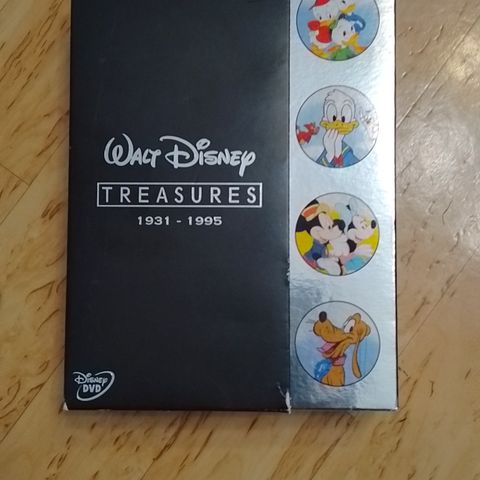 WALT DISNEY
TREASURES
1931 - 1995
DISNEY
DVD